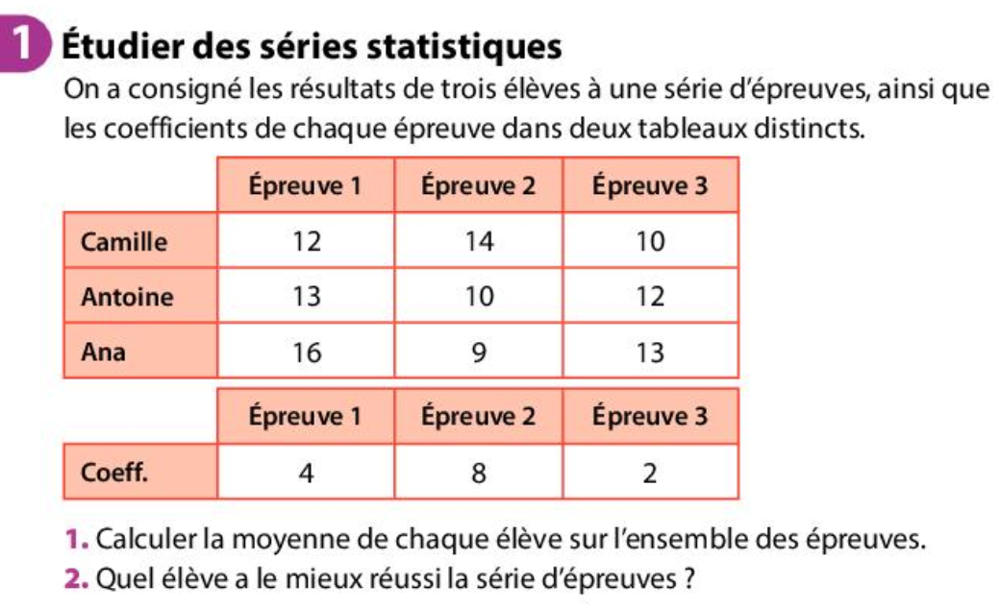 1 Étudier des séries statistiques
On a consigné les résultats de trois élèves à une série d'épreuves, ainsi que
les coefficients de chaque épreuve dans deux tableaux distincts.
Épreuve 1 Épreuve 2 Épreuve 3
Camille 12 14 10
Antoine 13 10 12
Ana 16 9 13
Épreuve 1 Épreuve 2 Épreuve 3
Coeff. 4 8 2
1. Calculer la moyenne de chaque élève sur l'ensemble des épreuves.
2. Quel élève a le mieux réussi la série d'épreuves ?